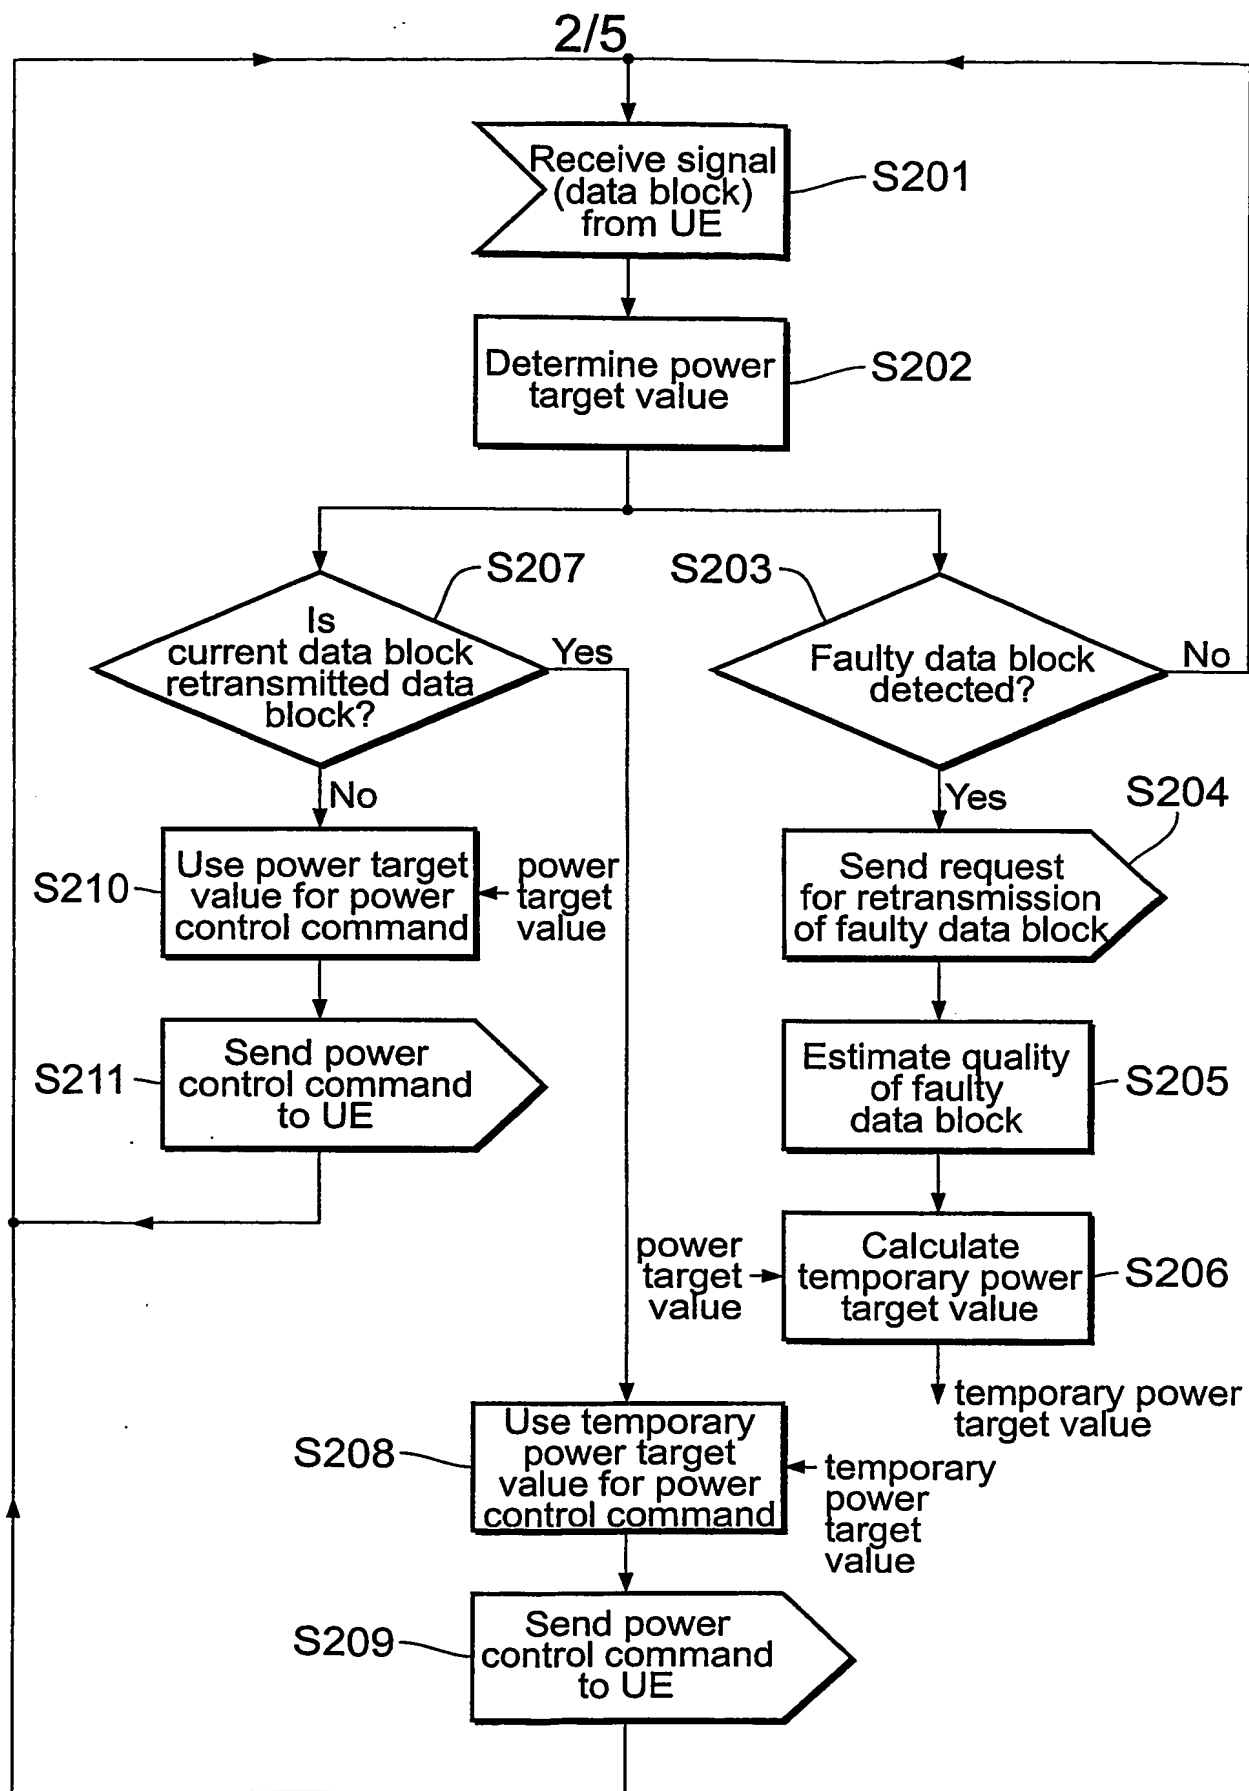 2/5
Receive signal
(data block)
from UE
S201
Determine power
target value
S202
S207
Is
current data block
retransmitted data
block?
Yes
No
S203
Faulty data block
detected?
No
Yes
S210
Use power target
value for power
control command
power
target
value
S204
Send request
for retransmission
of faulty data block
S211
Send power
control command
to UE
Estimate quality
of faulty
data block
S205
power
target
value
Calculate
temporary power
target value
S206
temporary power
target value
S208
Use temporary
power target
value for power
control command
temporary
power
target
value
S209
Send power
control command
to UE